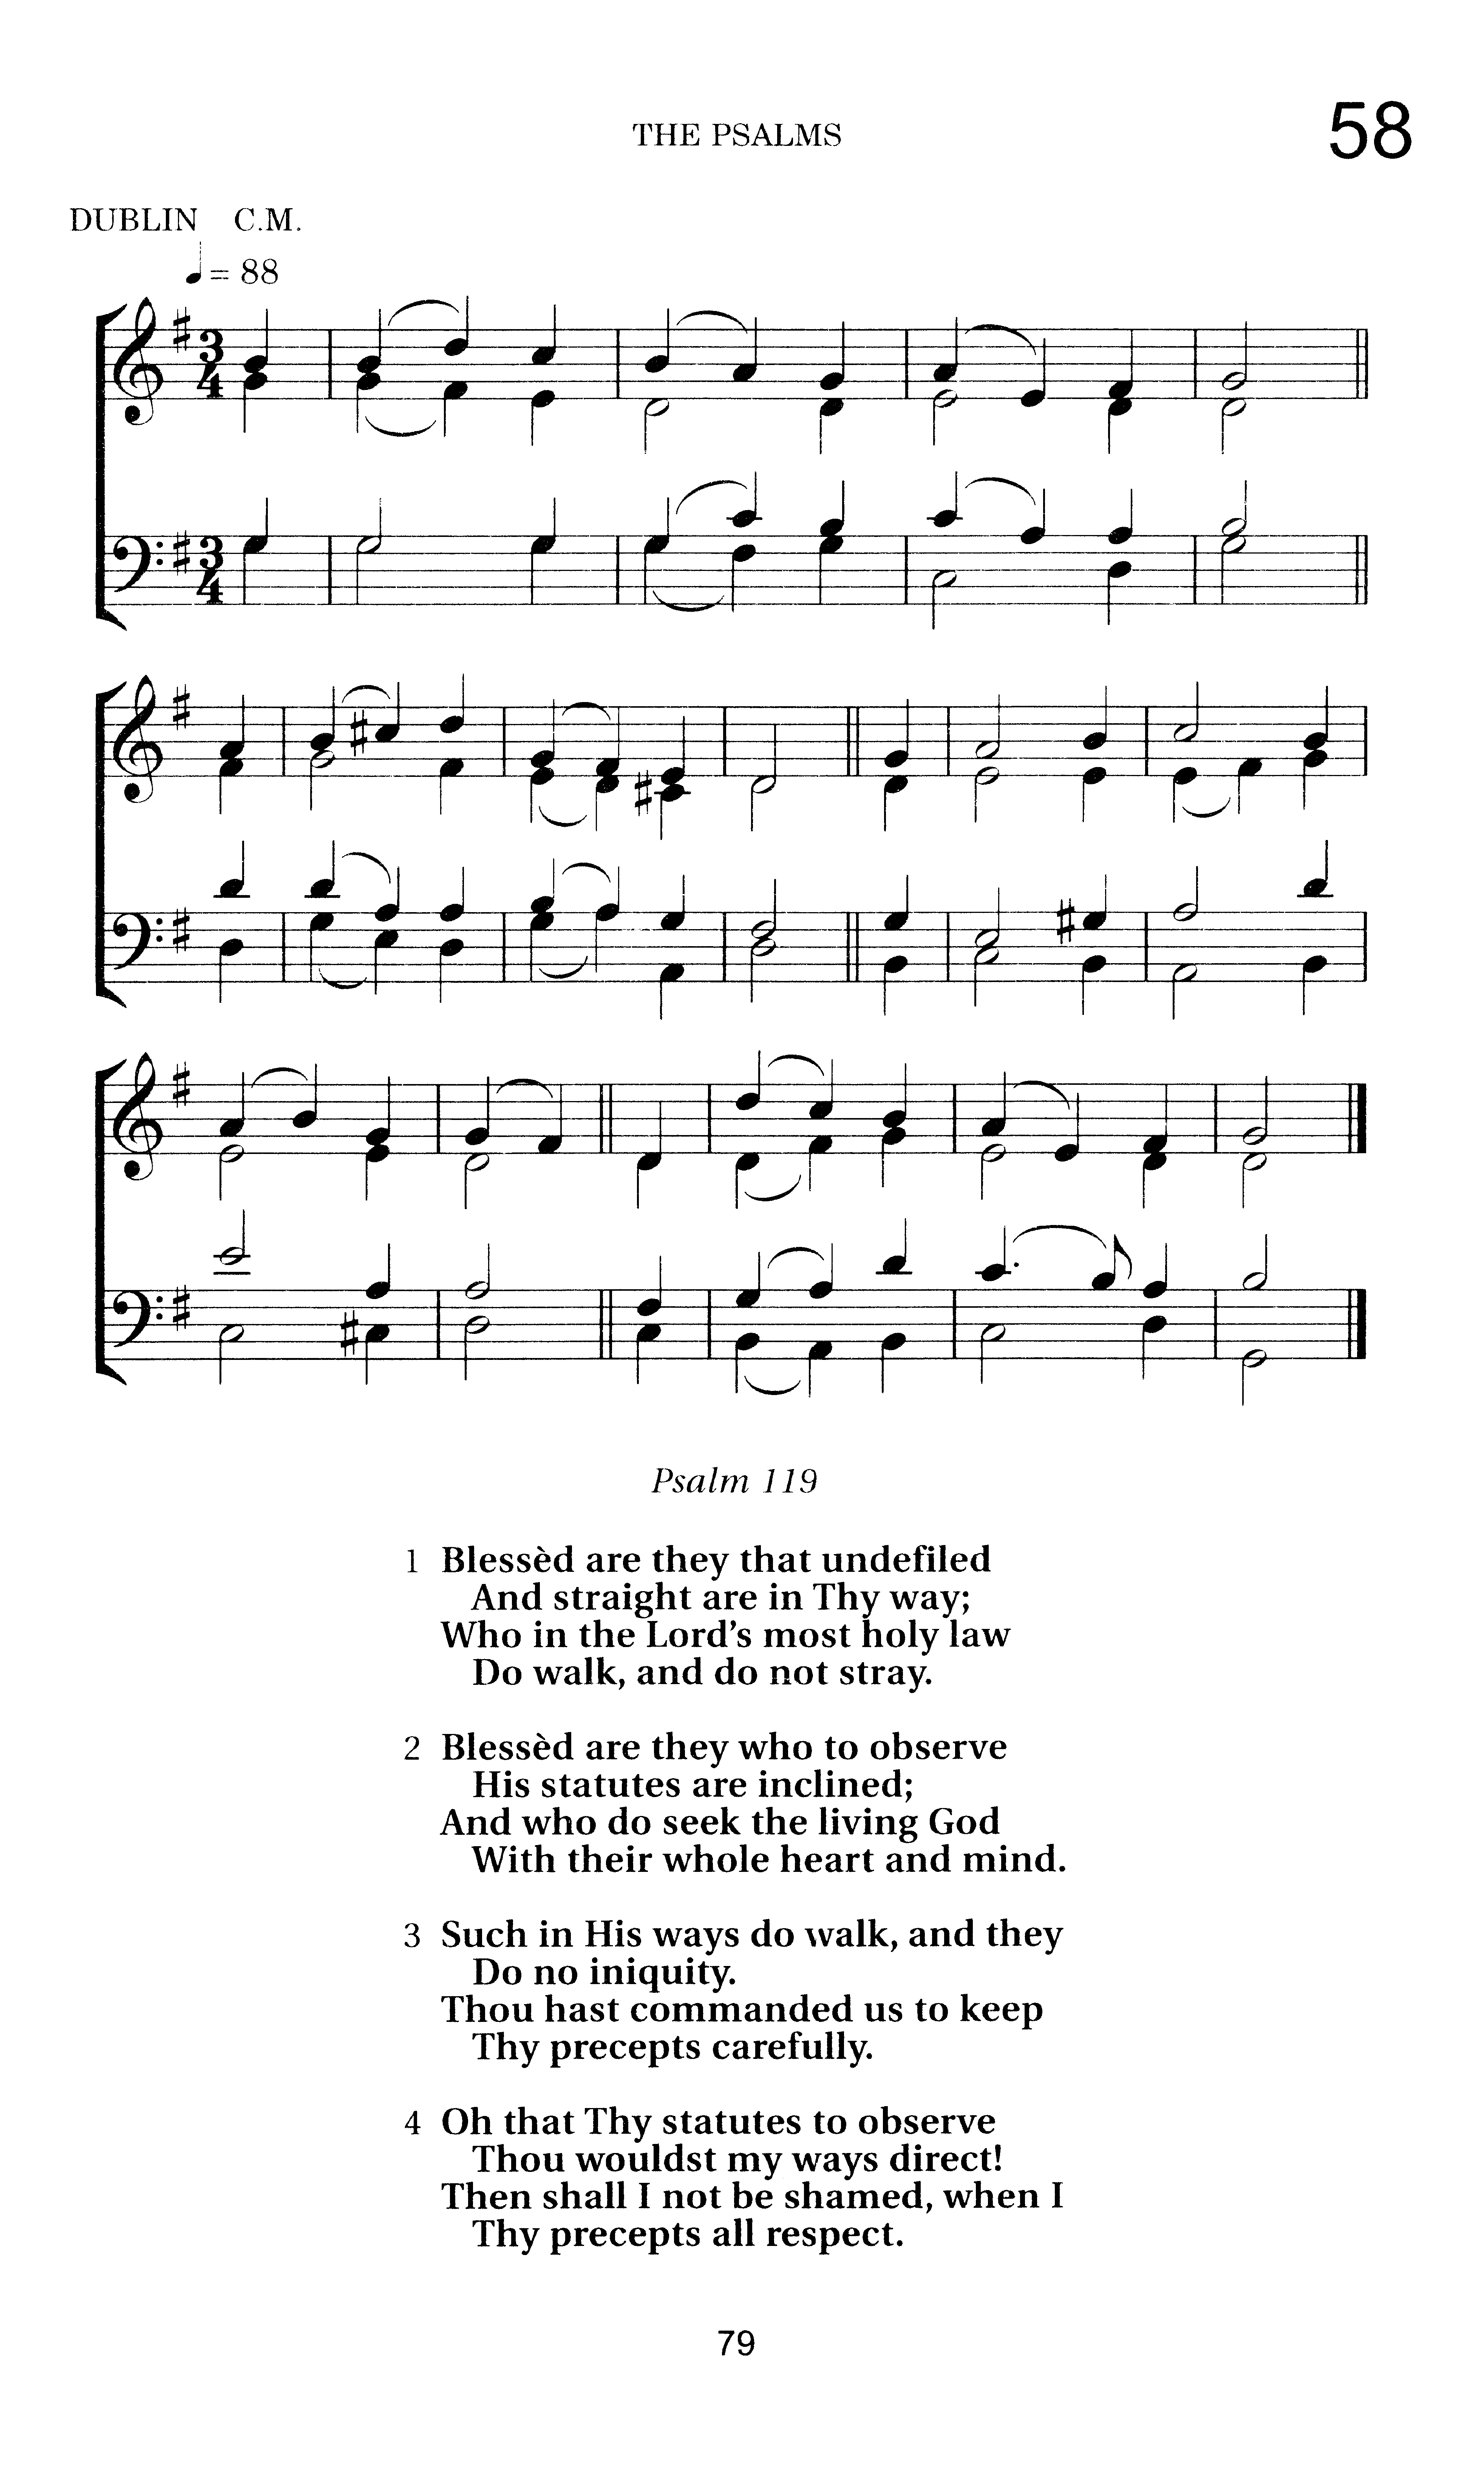 THE PSALMS
58
DUBLIN C.M.
♩ = 88
3
4
3
4
Psalm 119
1 Blessèd are they that undefiled
And straight are in Thy way;
Who in the Lord’s most holy law
Do walk, and do not stray.
2 Blessèd are they who to observe
His statutes are inclined;
And who do seek the living God
With their whole heart and mind.
3 Such in His ways do walk, and they
Do no iniquity.
Thou hast commanded us to keep
Thy precepts carefully.
4 Oh that Thy statutes to observe
Thou wouldst my ways direct!
Then shall I not be shamed, when I
Thy precepts all respect.
79